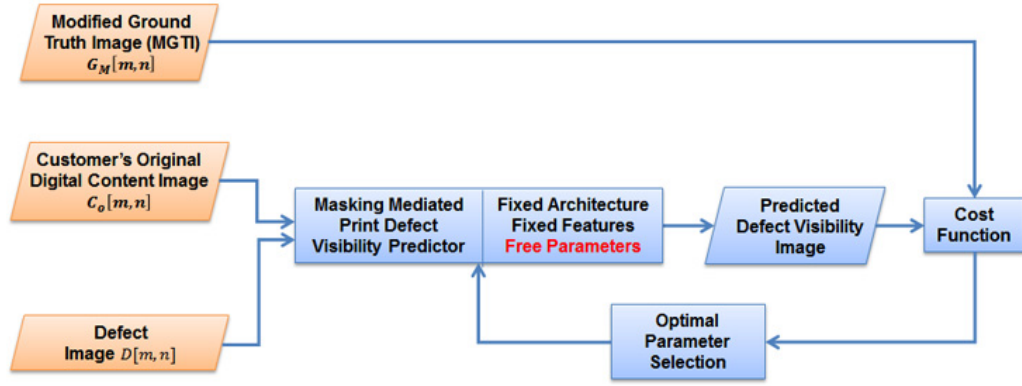 Modified Ground
Truth Image (MGTI)
G_M[m,n]
Customer's Original
Digital Content Image
C_o[m,n]
Defect
Image D[m,n]
Masking Mediated
Print Defect
Visibility Predictor
Fixed Architecture
Fixed Features
Free Parameters
Predicted
Defect Visibility
Image
Cost
Function
Optimal
Parameter
Selection